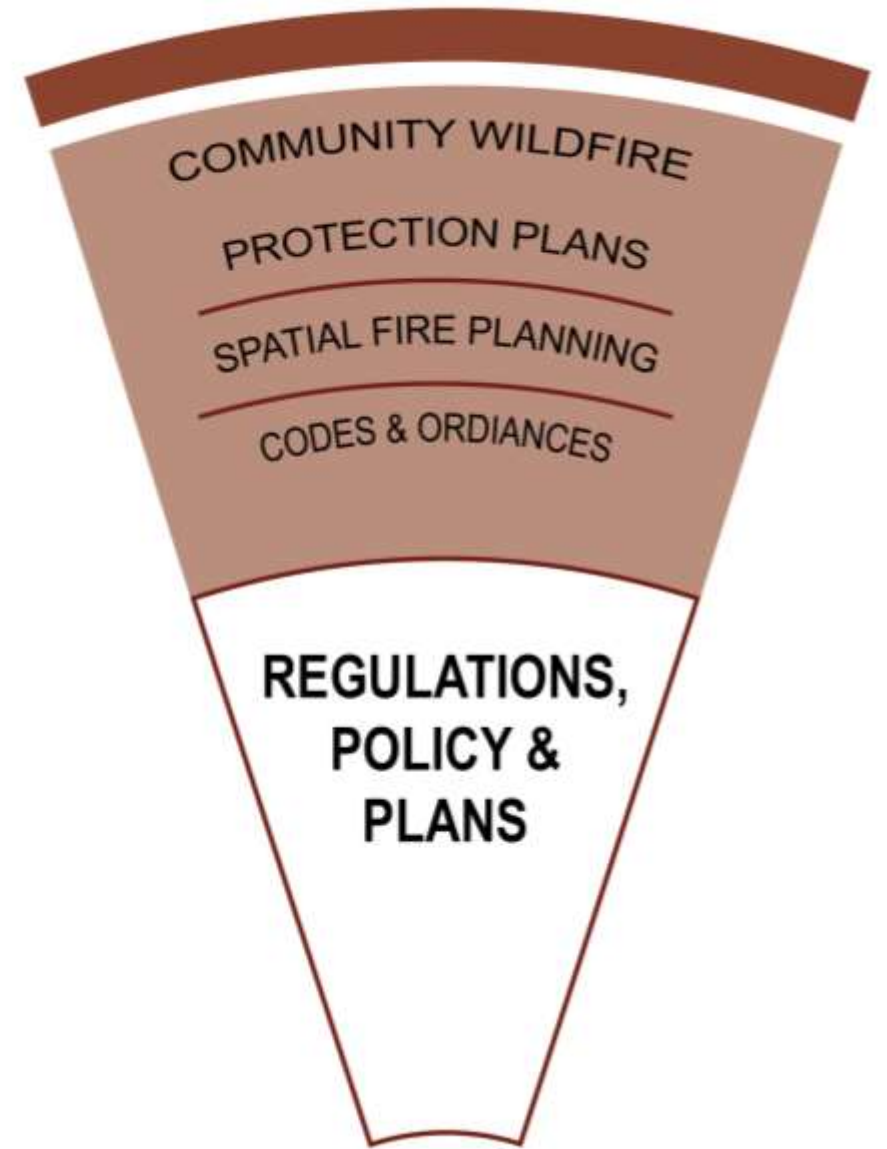 COMMUNITY WILDFIRE
PROTECTION PLANS
SPATIAL FIRE PLANNING
CODES & ORDIANCES
REGULATIONS,
POLICY &
PLANS